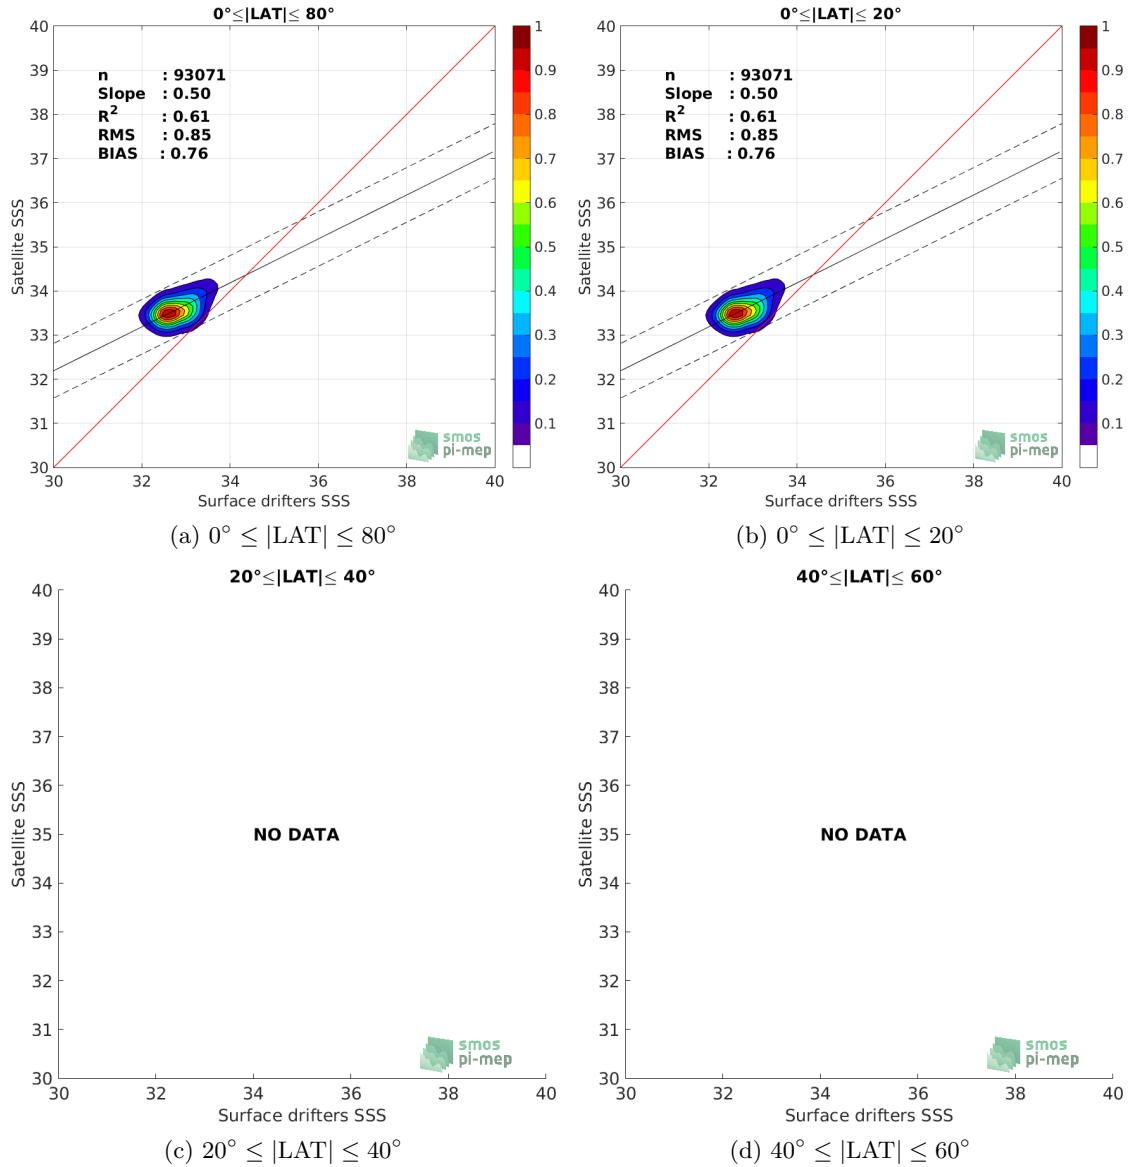 0°≤|LAT|≤ 80°
40
39
38
37
36
35
34
33
32
31
30
Satellite SSS
n : 93071
Slope : 0.50
R2 : 0.61
RMS : 0.85
BIAS : 0.76
smos
pi-mep
30 32 34 36 38 40
Surface drifters SSS
1
0.9
0.8
0.7
0.6
0.5
0.4
0.3
0.2
0.1
(a) 0° ≤ |LAT| ≤ 80°
0°≤|LAT|≤ 20°
40
39
38
37
36
35
34
33
32
31
30
Satellite SSS
n : 93071
Slope : 0.50
R2 : 0.61
RMS : 0.85
BIAS : 0.76
smos
pi-mep
30 32 34 36 38 40
Surface drifters SSS
1
0.9
0.8
0.7
0.6
0.5
0.4
0.3
0.2
0.1
(b) 0° ≤ |LAT| ≤ 20°
20°≤|LAT|≤ 40°
40
39
38
37
36
35
34
33
32
31
30
Satellite SSS
NO DATA
smos
pi-mep
30 32 34 36 38 40
Surface drifters SSS
(c) 20° ≤ |LAT| ≤ 40°
40°≤|LAT|≤ 60°
40
39
38
37
36
35
34
33
32
31
30
Satellite SSS
NO DATA
smos
pi-mep
30 32 34 36 38 40
Surface drifters SSS
(d) 40° ≤ |LAT| ≤ 60°